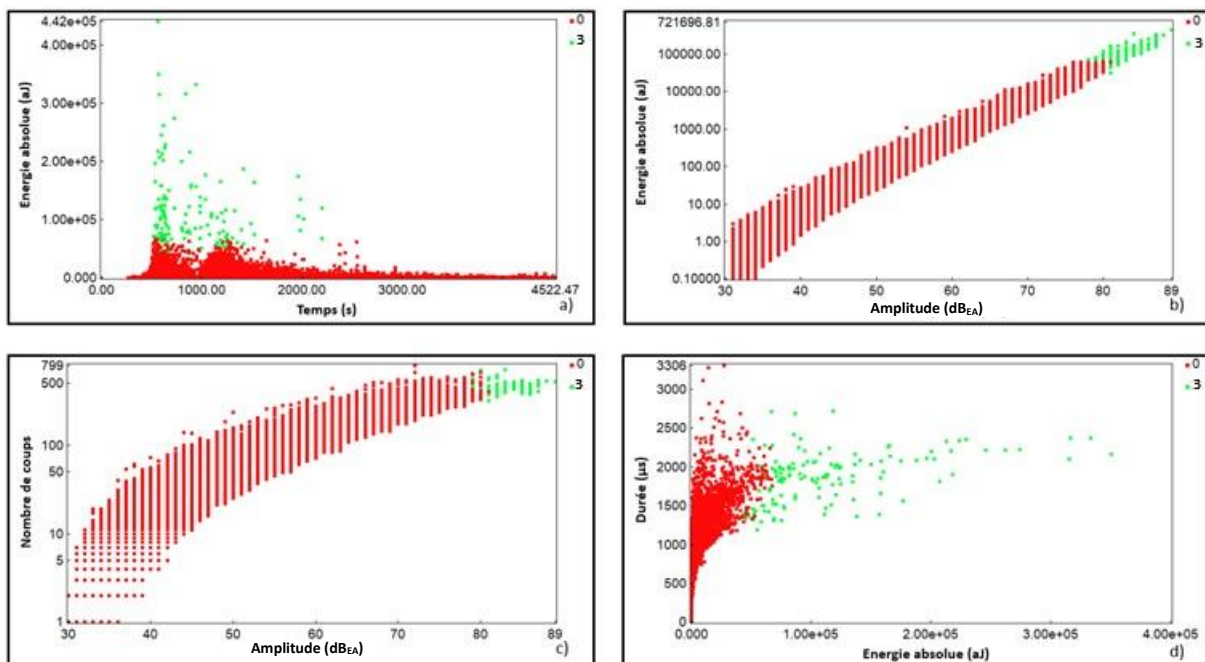 4.42e+05
4.00e+05
3.00e+05
2.00e+05
1.00e+05
0.000
Energie absolue (aJ)
0.00 1000.00 2000.00 3000.00 4522.47
Temps (s)
a)
0
3
721696.81
100000.00
10000.00
1000.00
100.00
10.00
1.00
0.10000
Energie absolue (aJ)
30 40 50 60 70 80 89
Amplitude (dBEA)
b)
0
3
799
500
100
50
10
5
1
Nombre de coups
30 40 50 60 70 80 89
Amplitude (dBEA)
c)
0
3
3306
3000
2500
2000
1500
1000
500
0
Durée (µs)
0.000 1.00e+05 2.00e+05 3.00e+05 4.00e+05
Energie absolue (aJ)
d)
0
3